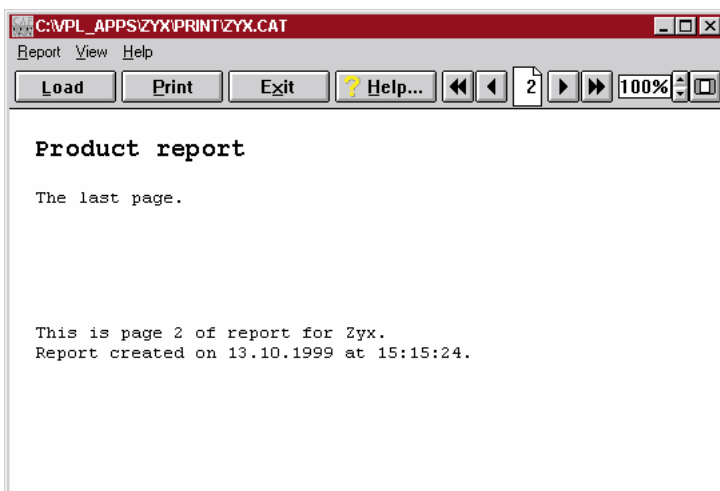 C:\VPL_APPS\ZYX\PRINT\ZYX.CAT
Report View Help
Load Print Exit ? Help... 2 100%
Product report
The last page.
This is page 2 of report for Zyx.
Report created on 13.10.1999 at 15:15:24.